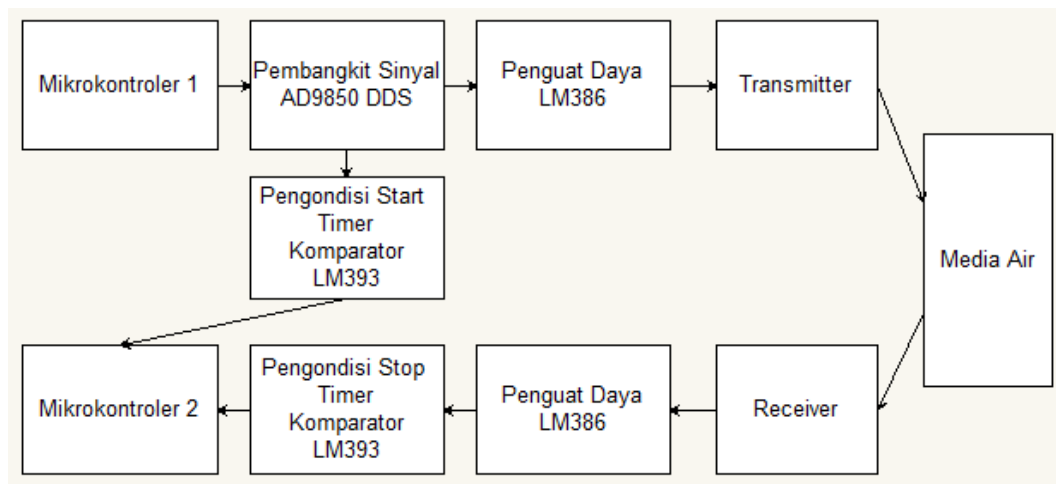 Mikrokontroler 1
Pembangkit Sinyal
AD9850 DDS
Penguat Daya
LM386
Transmitter
Pengondisi Start
Timer
Komparator
LM393
Media Air
Mikrokontroler 2
Pengondisi Stop
Timer
Komparator
LM393
Penguat Daya
LM386
Receiver